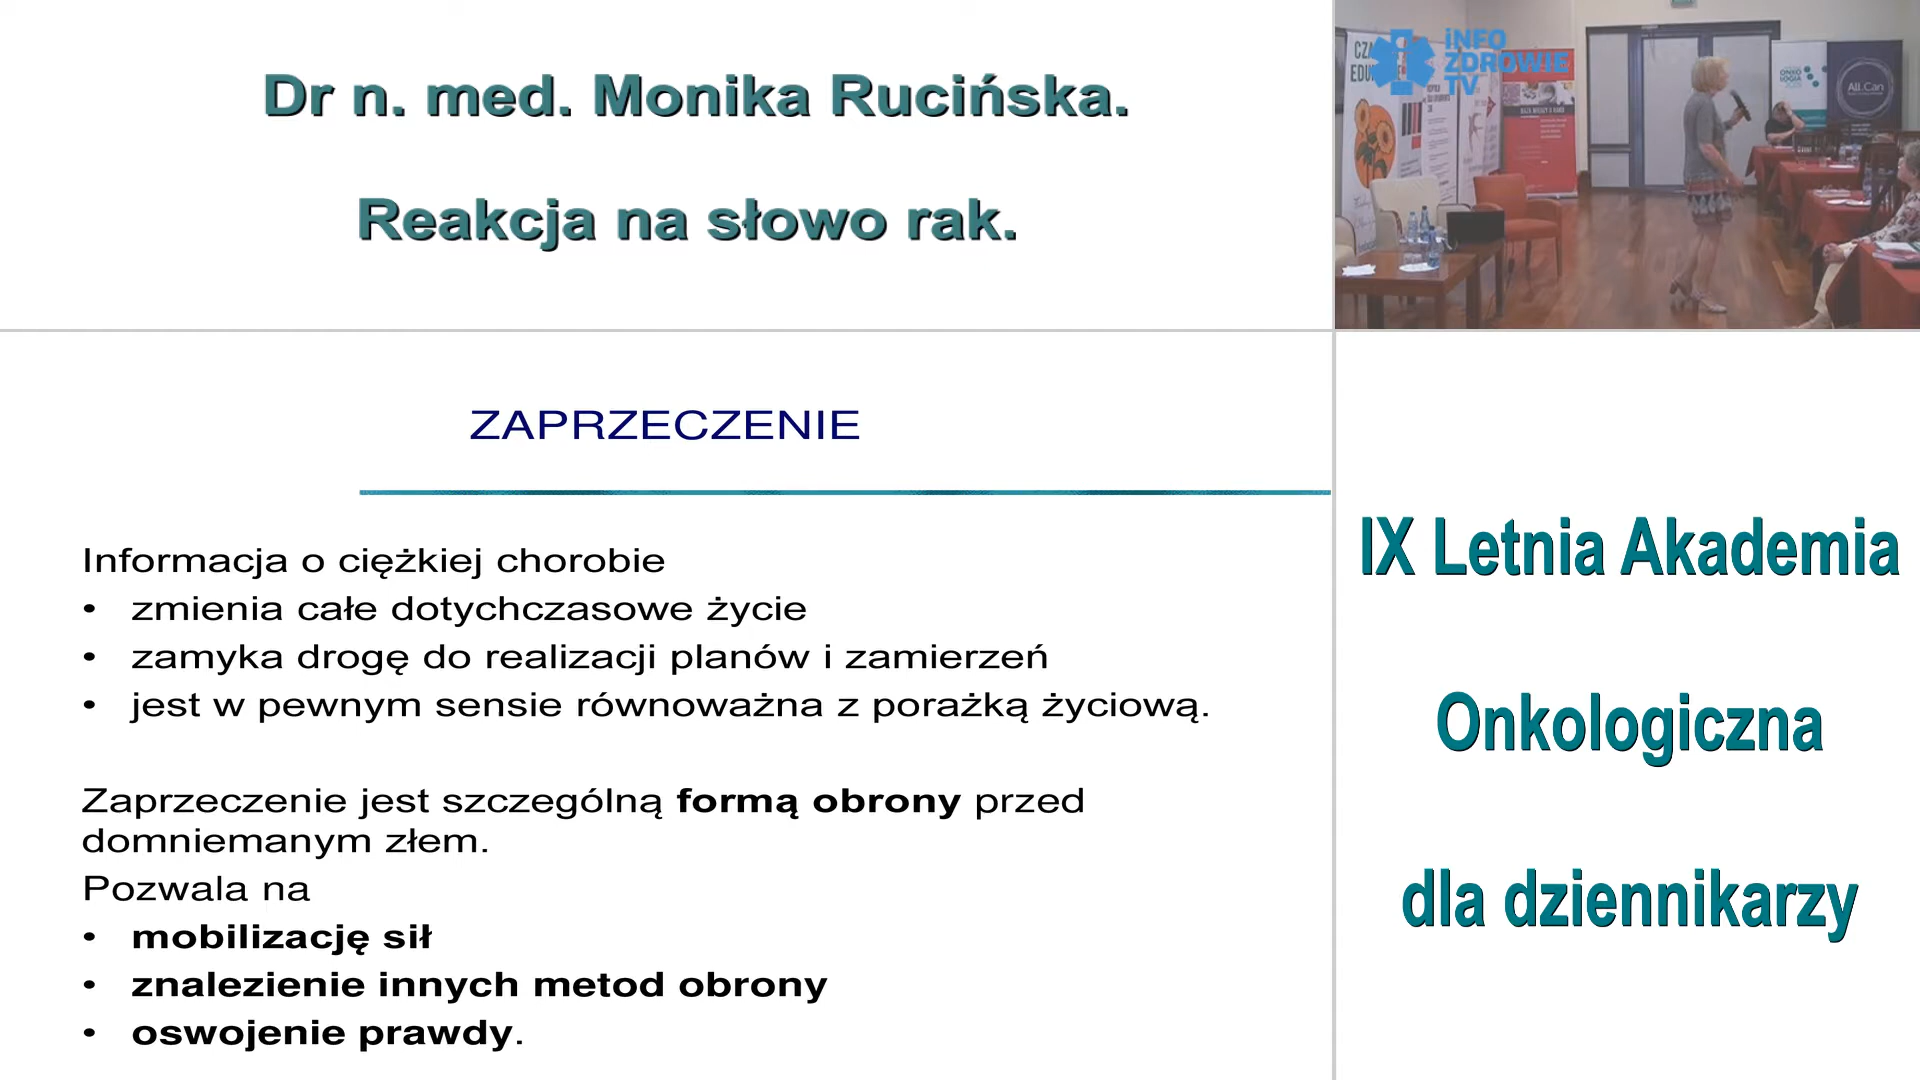 Dr n. med. Monika Rucińska.
Reakcja na słowo rak.
iNFO
ZDROWIE
TV
All.Can
ZAPRZECZENIE
Informacja o ciężkiej chorobie
• zmienia całe dotychczasowe życie
• zamyka drogę do realizacji planów i zamierzeń
• jest w pewnym sensie równoważna z porażką życiową.
Zaprzeczenie jest szczególną formą obrony przed
domniemanym złem.
Pozwala na
• mobilizację sił
• znalezienie innych metod obrony
• oswojenie prawdy.
IX Letnia Akademia
Onkologiczna
dla dziennikarzy